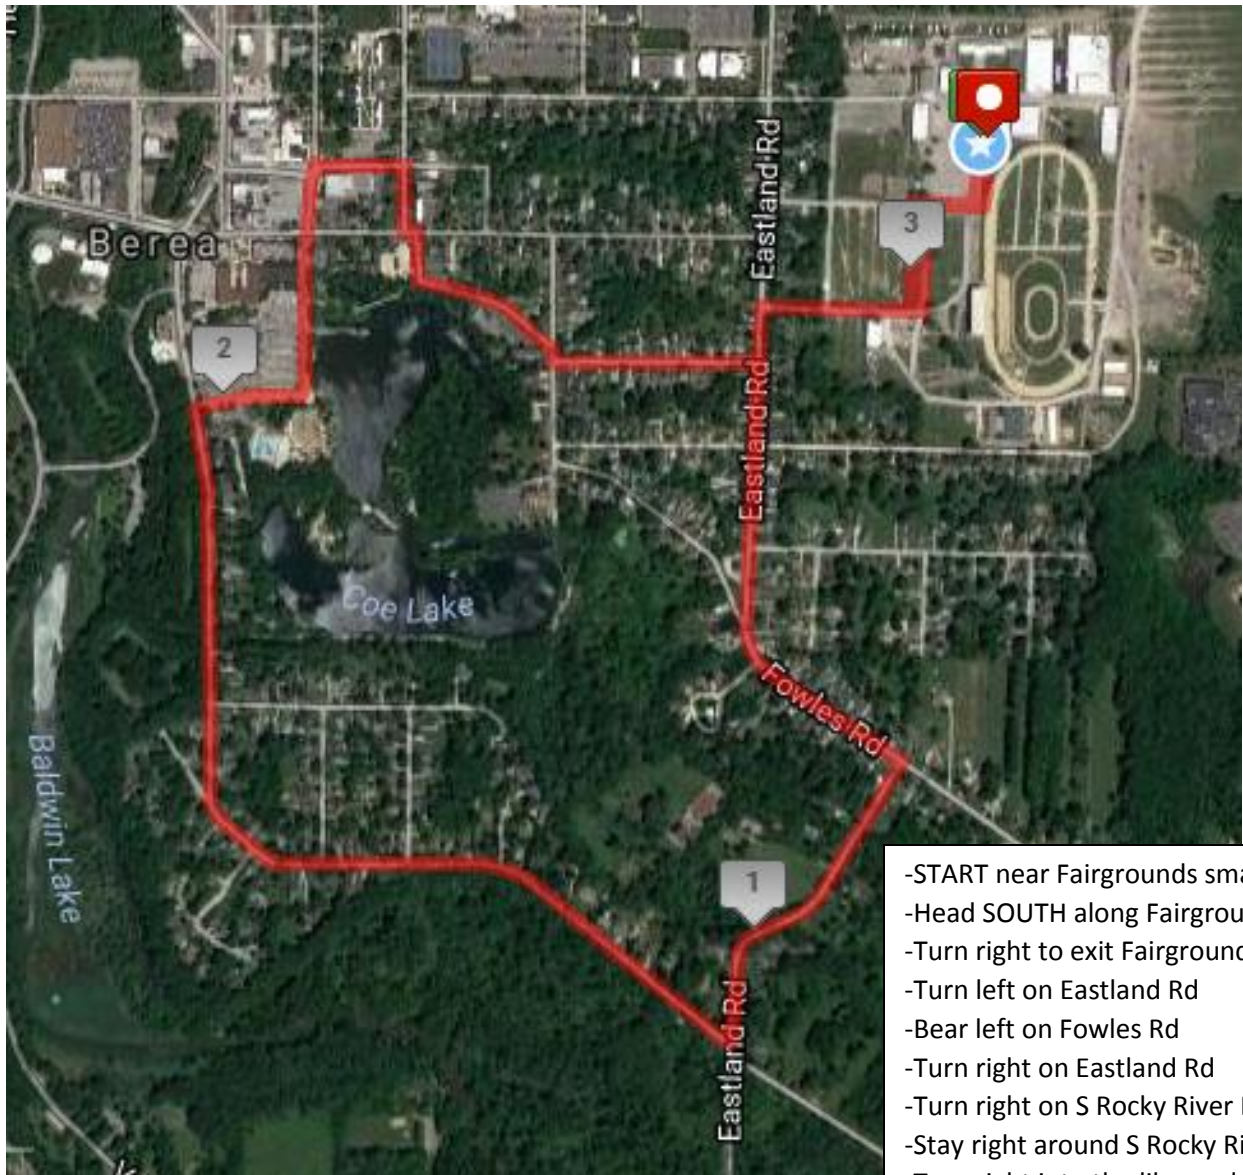 Eastland Rd
3
Berea
2
Eastland Rd
Coe Lake
Fowles Rd
Baldwin Lake
1
Eastland Rd
-START near Fairgrounds
-Head SOUTH along
-Turn right to exit
-Turn left on Eastland Rd
-Bear left on Fowles Rd
-Turn right on Eastland Rd
-Turn right on S Rocky River
-Stay right around S Rocky